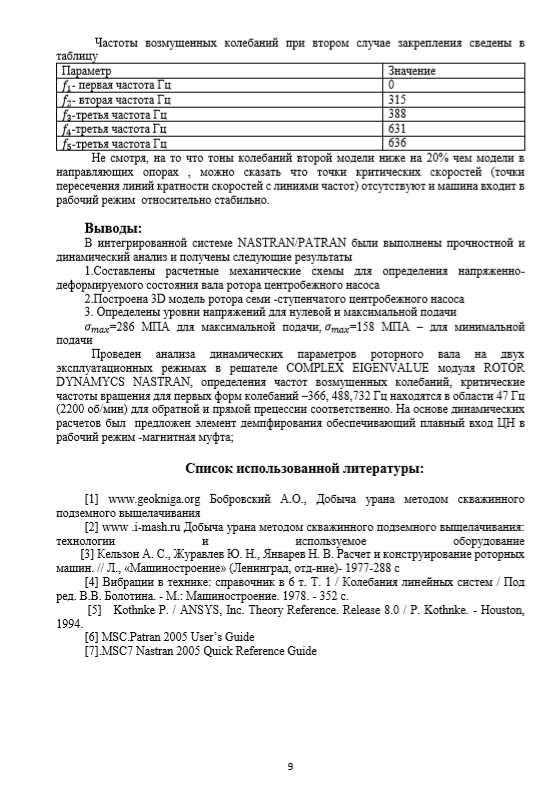 Частоты возмущенных колебаний при втором случае закрепления сведены в
таблицу
Параметр Значение
f₁- первая частота Гц 0
f₂- вторая частота Гц 315
f₃-третья частота Гц 388
f₄-третья частота Гц 631
f₅-третья частота Гц 636
Не смотря, на то что тоны колебаний второй модели ниже на 20% чем модели в
направляющих опорах , можно сказать что точки критических скоростей (точки
пересечения линий кратности скоростей с линиями частот) отсутствуют и машина входит в
рабочий режим относительно стабильно.
Выводы:
В интегрированной системе NASTRAN/PATRAN были выполнены прочностной и
динамический анализ и получены следующие результаты
1.Составлены расчетные механические схемы для определения напряженно-
деформируемого состояния вала ротора центробежного насоса
2.Построена 3D модель ротора семи -ступенчатого центробежного насоса
3. Определены уровни напряжений для нулевой и максимальной подачи
σₘₐₓ=286 МПА для максимальной подачи, σₘₐₓ=158 МПА – для минимальной
подачи
Проведен анализа динамических параметров роторного вала на двух
эксплуатационных режимах в решателе COMPLEX EIGENVALUE модуля ROTOR
DYNAMYCS NASTRAN, определения частот возмущенных колебаний, критические
частоты вращения для первых форм колебаний –366, 488,732 Гц находятся в области 47 Гц
(2200 об/мин) для обратной и прямой прецессии соответственно. На основе динамических
расчетов был предложен элемент демпфирования обеспечивающий плавный вход ЦН в
рабочий режим -магнитная муфта;
Список использованной литературы:
[1] www.geokniga.org Бобровский А.О., Добыча урана методом скважинного
подземного выщелачивания
[2] www .i-mash.ru Добыча урана методом скважинного подземного выщелачивания:
технологии и используемое оборудование
[3] Кельзон А. С., Журавлев Ю. Н., Январев Н. В. Расчет и конструирование роторных
машин. // Л., «Машиностроение» (Ленинград, отд-ние)- 1977-288 с
[4] Вибрации в технике: справочник в 6 т. Т. 1 / Колебания линейных систем / Под
ред. В.В. Болотина. - М.: Машиностроение. 1978. - 352 с.
[5] Kothnke P. / ANSYS, Inc. Theory Reference. Release 8.0 / P. Kothnke. - Houston,
1994.
[6] MSC.Patran 2005 User’s Guide
[7].MSC7 Nastran 2005 Quick Reference Guide
9